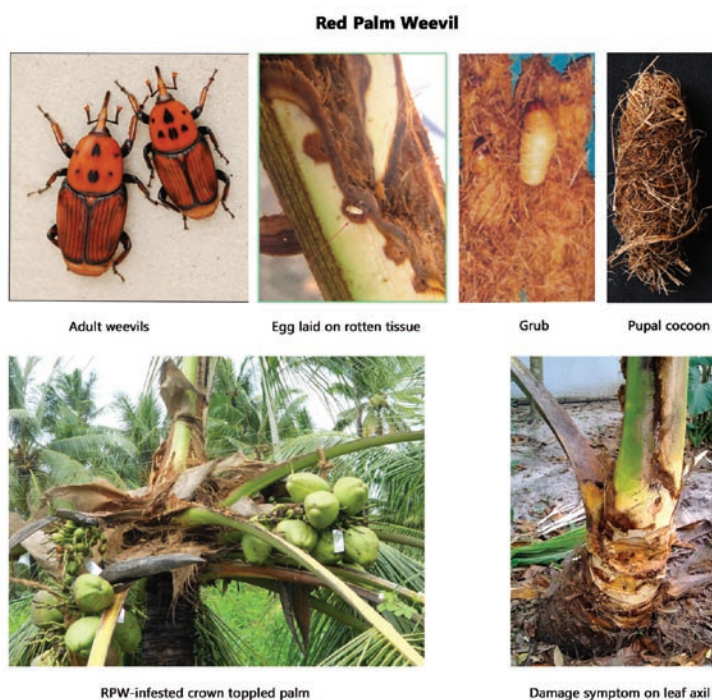 Red Palm Weevil
Adult weevils
Egg laid on rotten tissue
Grub
Pupal cocoon
RPW-infested crown toppled palm
Damage symptom on leaf axil